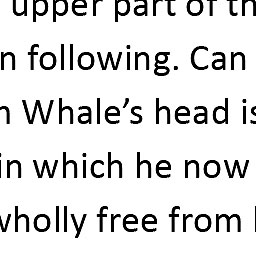 upper part of th
n following. Can
n Whale’s head is
in which he now
wholly free from